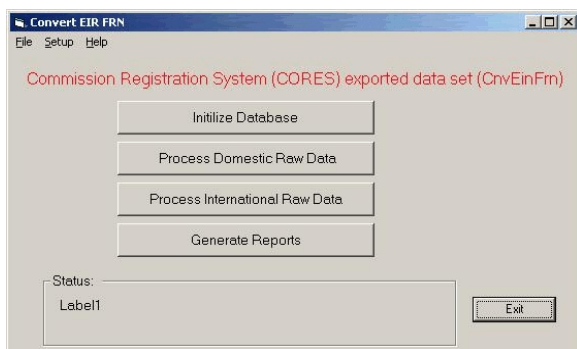 Convert EIR FRN
File Setup Help
Commission Registration System (CORES) exported data set (CnvEinFrn)
Initilize Database
Process Domestic Raw Data
Process International Raw Data
Generate Reports
Status:
Label1
Exit